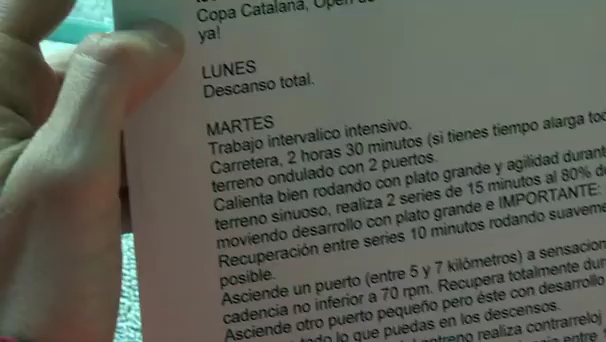 Copa Catalana, Open de
ya!
LUNES
Descanso total.
MARTES
Trabajo intervalico intensivo.
Carretera, 2 horas 30 minutos (si tienes tiempo alarga
terreno ondulado con 2 puertos.
Calienta bien rodando con plato grande y agilidad
terreno sinuoso, realiza 2 series de 15 minutos al 80%
moviendo desarrollo con plato grande e IMPORTANTE:
Recuperación entre series 10 minutos rodando
posible.
Asciende un puerto (entre 5 y 7 kilómetros) a
cadencia no inferior a 70 rpm. Recupera totalmente
Asciende otro puerto pequeño pero éste con desarrollo
lo que puedas en los descensos.
realiza contrarreloj